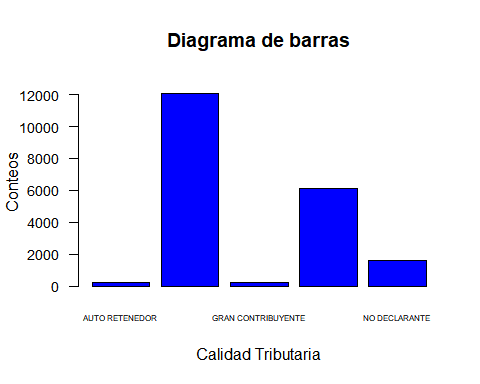 Diagrama de barras
Conteos
12000
10000
8000
6000
4000
2000
0
AUTO RETENEDOR GRAN CONTRIBUYENTE NO DECLARANTE
Calidad Tributaria